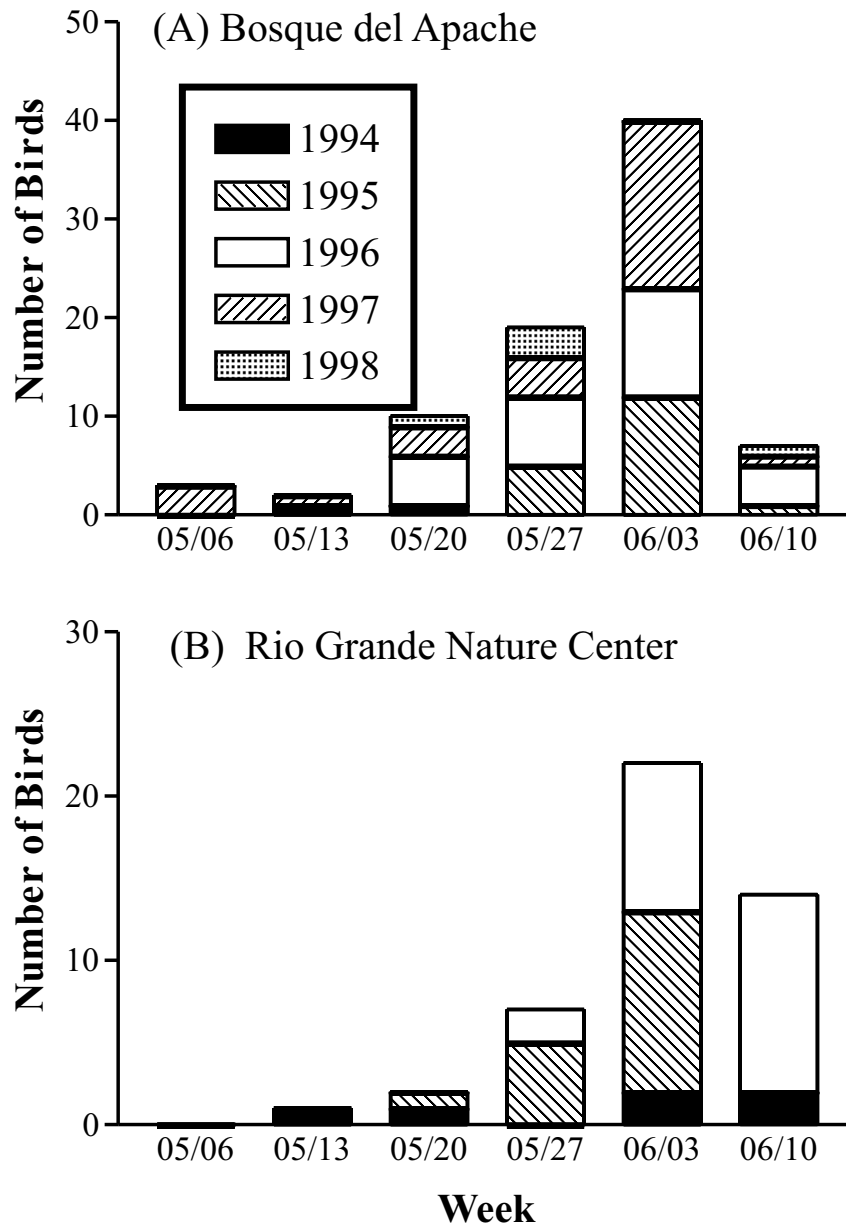 (A) Bosque del Apache
50
40
30
20
10
0
Number of Birds
1994
1995
1996
1997
1998
05/06 05/13 05/20 05/27 06/03 06/10
(B) Rio Grande Nature Center
30
20
10
0
Number of Birds
05/06 05/13 05/20 05/27 06/03 06/10
Week